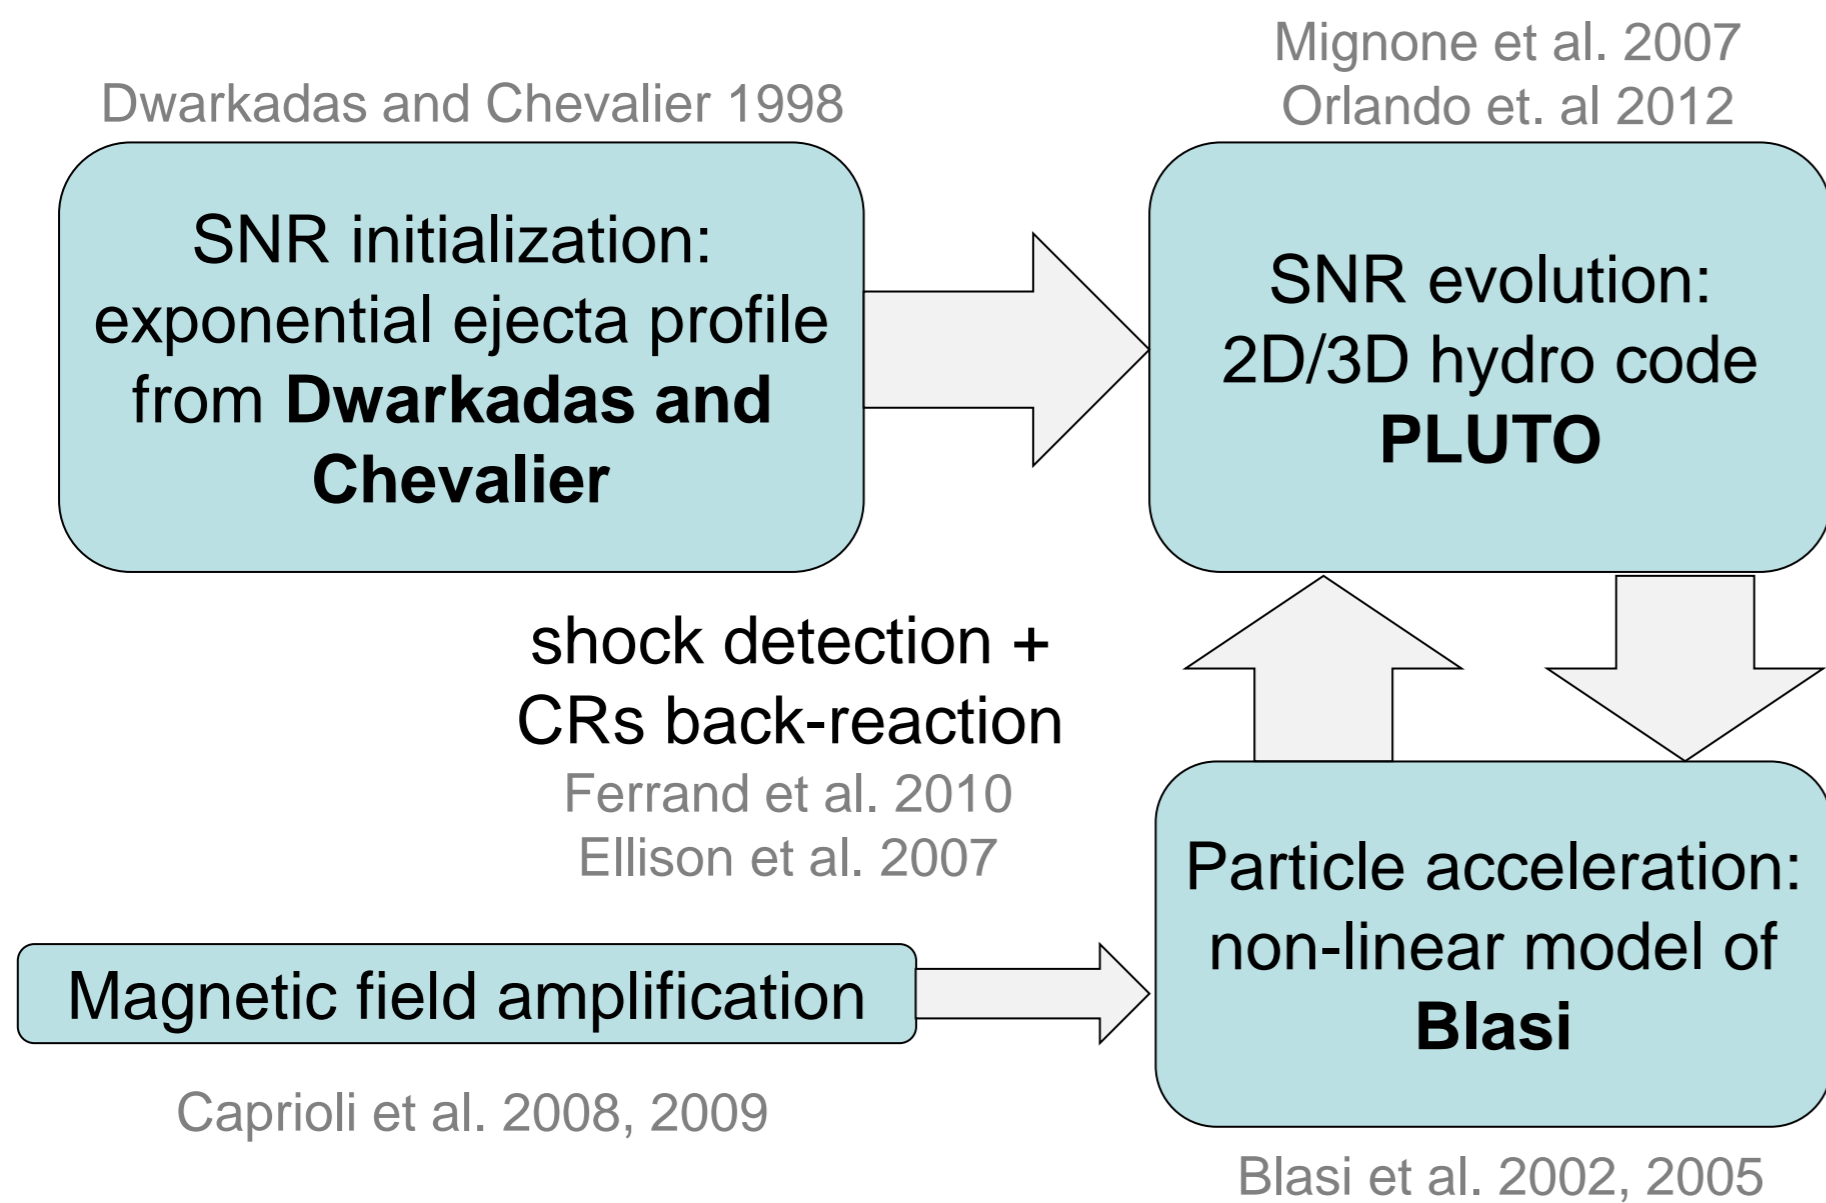 Dwarkadas and Chevalier 1998
SNR initialization:
exponential ejecta profile
from Dwarkadas and
Chevalier
Mignone et al. 2007
Orlando et. al 2012
SNR evolution:
2D/3D hydro code
PLUTO
shock detection +
CRs back-reaction
Ferrand et al. 2010
Ellison et al. 2007
Magnetic field amplification
Caprioli et al. 2008, 2009
Particle acceleration:
non-linear model of
Blasi
Blasi et al. 2002, 2005